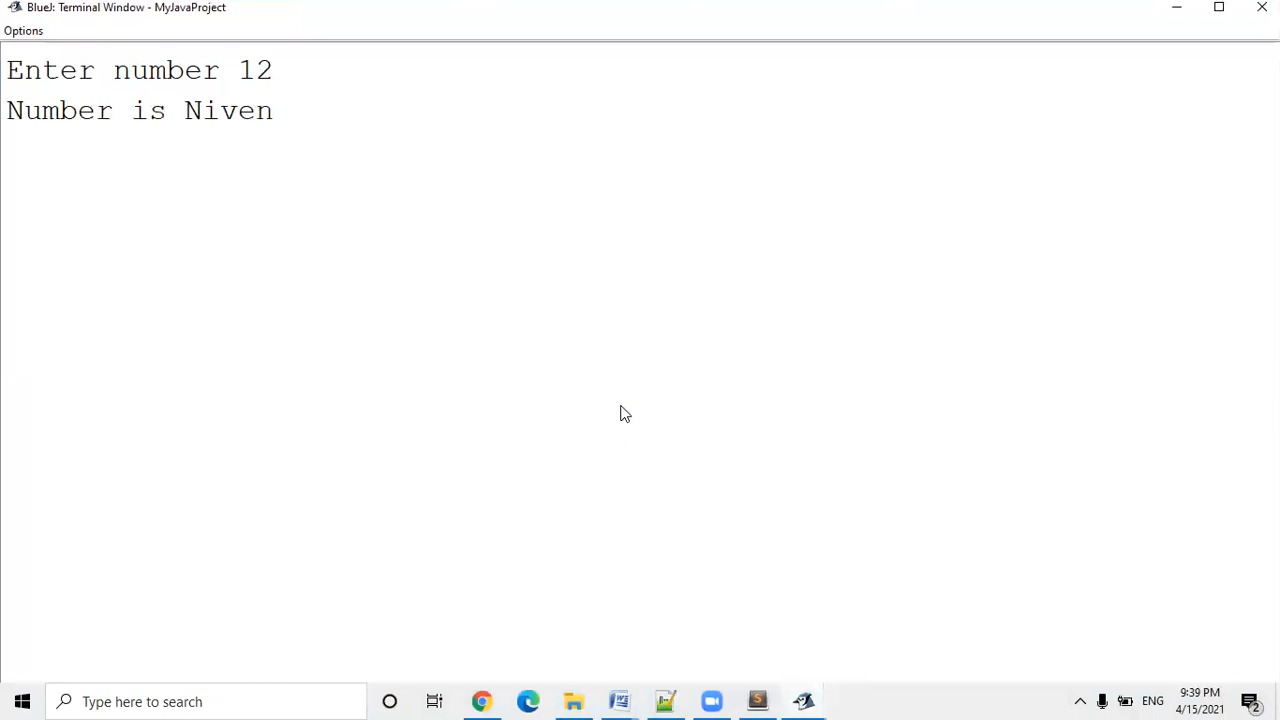 BlueJ: Terminal Window - MyJavaProject
Options
Enter number 12
Number is Niven
Type here to search
ENG
9:39 PM
4/15/2021
2